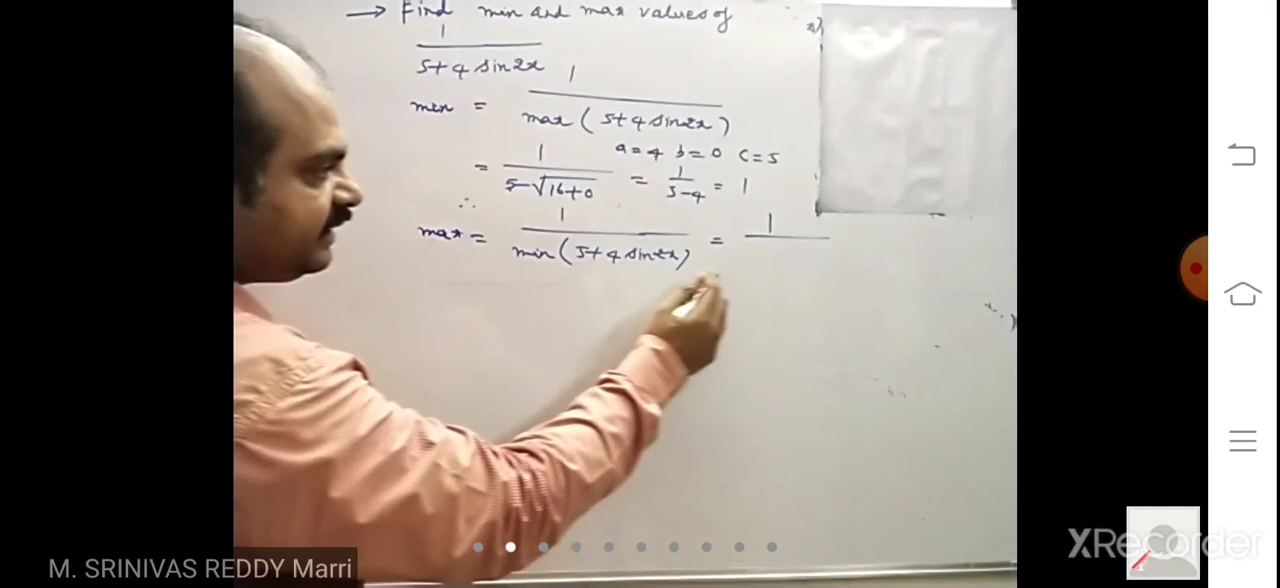 → Find min and max values of
1
5+4 sin2x
min = 1
max ( 5+4 sin2x )
a=4 b=0 c=5
= 1 / 5-√16+0 = 1 / 5-4 = 1
∴
max = 1 / min ( 5+4 sin2x ) = 1
M. SRINIVAS REDDY Marri
XRecorder